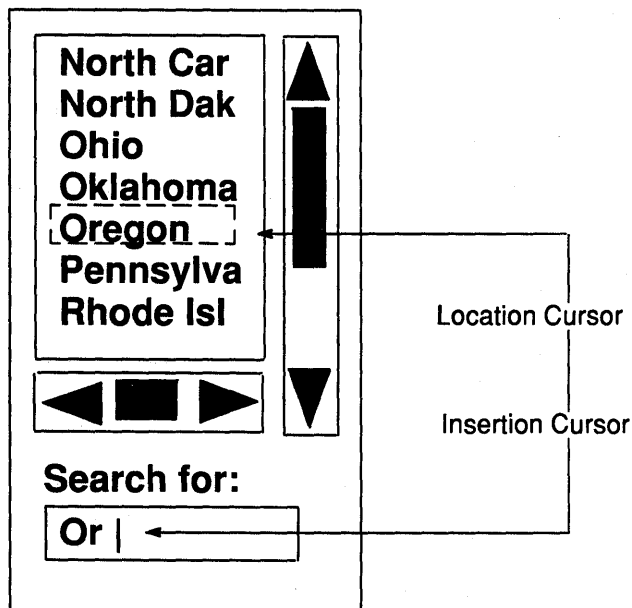 North Car
North Dak
Ohio
Oklahoma
Oregon
Pennsylva
Rhode Isl
Location Cursor
Insertion Cursor
Search for:
Or